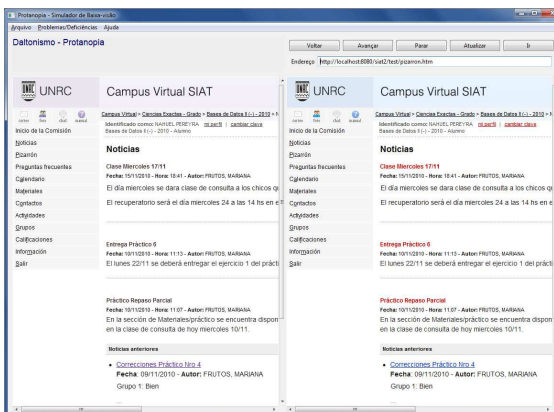 Protanopia - Simulador de Baixa-visão
Arquivo Problemas/Deficiências Ajuda
Daltonismo - Protanopia
Voltar Avançar Parar Atualizar Ir
Endereço http://localhost:8080/siat2/test/pizarron.htm
UNRC
Campus Virtual SIAT
correo foro chat manual
Campus Virtual > Ciencias Exactas - Grado > Bases de Datos II (-) - 2010 > N
Identificado como: NAHUEL PEREYRA mi perfil | cambiar clave
Bases de Datos II (-) - 2010 - Alumno
Inicio de la Comisión
Noticias
Pizarrón
Preguntas frecuentes
Calendario
Materiales
Contactos
Actividades
Grupos
Calificaciones
Información
Salir
Noticias
Clase Miercoles 17/11
Fecha: 15/11/2010 - Hora: 18:41 - Autor: FRUTOS, MARIANA
El día miercoles se dara clase de consulta a los chicos qu
El recuperatorio será el día miercoles 24 a las 14 hs en e
Entrega Práctico 6
Fecha: 10/11/2010 - Hora: 11:13 - Autor: FRUTOS, MARIANA
El lunes 22/11 se deberá entregar el ejercicio 1 del prácti
Práctico Repaso Parcial
Fecha: 10/11/2010 - Hora: 11:07 - Autor: FRUTOS, MARIANA
En la sección de Materiales/práctico se encuentra dispon
en la clase de consulta de hoy miercoles 10/11.
Noticias anteriores
Correcciones Práctico Nro 4
Fecha: 09/11/2010 - Autor: FRUTOS, MARIANA
Grupo 1: Bien
...
UNRC
Campus Virtual SIAT
correo foro chat manual
Campus Virtual > Ciencias Exactas - Grado > Bases de Datos II (-) - 2010 > N
Identificado como: NAHUEL PEREYRA mi perfil | cambiar clave
Bases de Datos II (-) - 2010 - Alumno
Inicio de la Comisión
Noticias
Pizarrón
Preguntas frecuentes
Calendario
Materiales
Contactos
Actividades
Grupos
Calificaciones
Información
Salir
Noticias
Clase Miercoles 17/11
Fecha: 15/11/2010 - Hora: 18:41 - Autor: FRUTOS, MARIANA
El día miercoles se dara clase de consulta a los chicos qu
El recuperatorio será el día miercoles 24 a las 14 hs en e
Entrega Práctico 6
Fecha: 10/11/2010 - Hora: 11:13 - Autor: FRUTOS, MARIANA
El lunes 22/11 se deberá entregar el ejercicio 1 del prácti
Práctico Repaso Parcial
Fecha: 10/11/2010 - Hora: 11:07 - Autor: FRUTOS, MARIANA
En la sección de Materiales/práctico se encuentra dispon
en la clase de consulta de hoy miercoles 10/11.
Noticias anteriores
Correcciones Práctico Nro 4
Fecha: 09/11/2010 - Autor: FRUTOS, MARIANA
Grupo 1: Bien
...